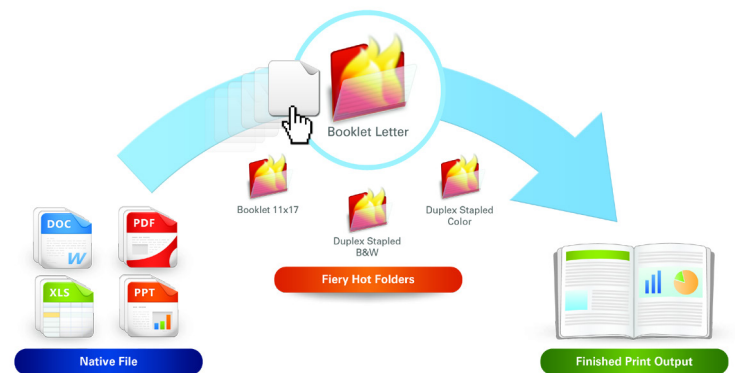 Booklet Letter
Booklet 11x17
Duplex Stapled
B&W
Duplex Stapled
Color
Fiery Hot Folders
DOC
W
PDF
XLS
PPT
Native File
Finished Print Output